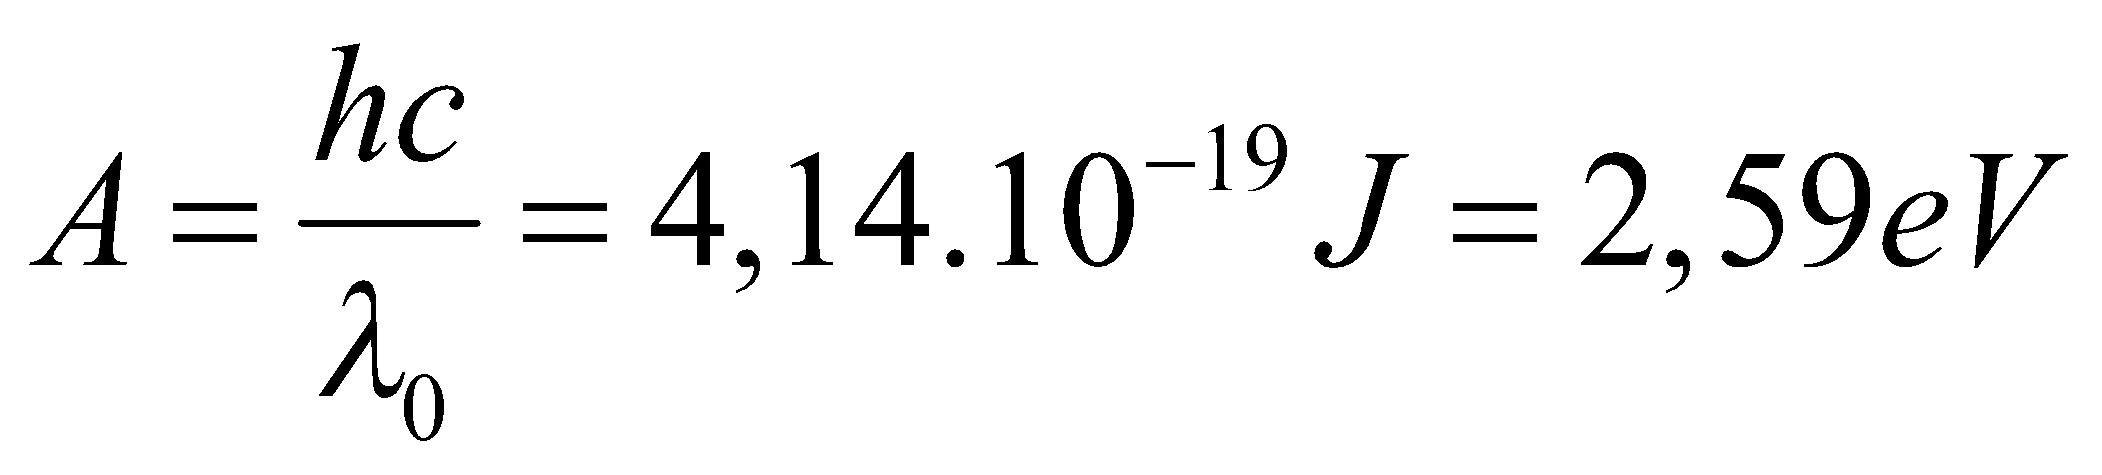 A = hc/λ₀ = 4,14.10⁻¹⁹ J = 2,59eV